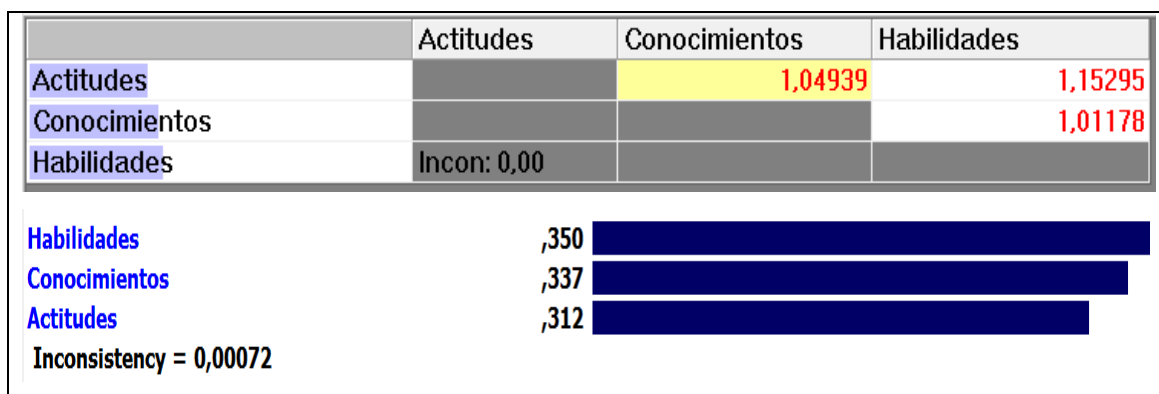 Actitudes Conocimientos Habilidades
Actitudes 1,04939 1,15295
Conocimientos 1,01178
Habilidades Incon: 0,00
Habilidades ,350
Conocimientos ,337
Actitudes ,312
Inconsistency = 0,00072